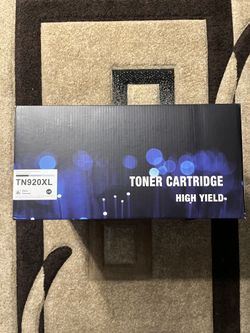 TN920XL
TONER CARTRIDGE
HIGH YIELD